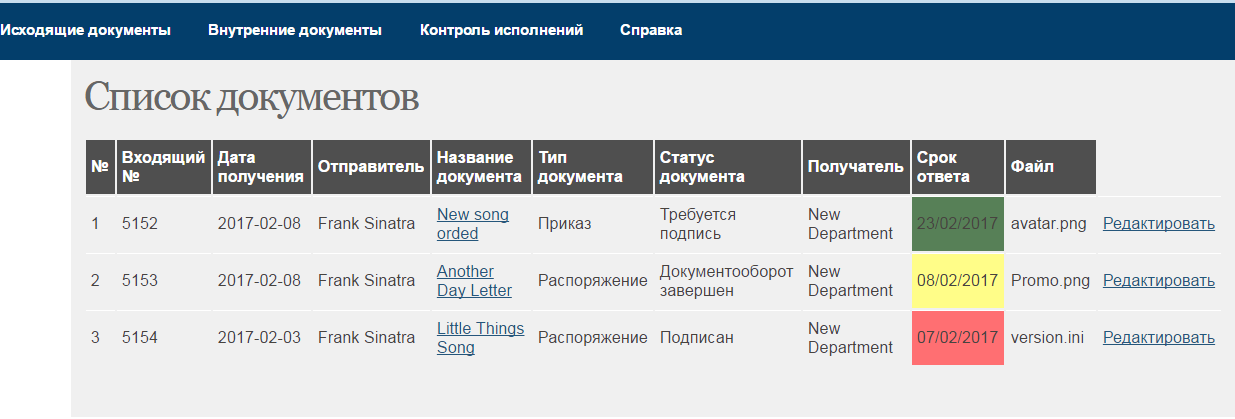 Исходящие документы Внутренние документы Контроль исполнений Справка
Список документов
№ Входящий № Дата получения Отправитель Название документа Тип документа Статус документа Получатель Срок ответа Файл
1 5152 2017-02-08 Frank Sinatra New song orded Приказ Требуется подпись New Department 23/02/2017 avatar.png Редактировать
2 5153 2017-02-08 Frank Sinatra Another Day Letter Распоряжение Документооборот завершен New Department 08/02/2017 Promo.png Редактировать
3 5154 2017-02-03 Frank Sinatra Little Things Song Распоряжение Подписан New Department 07/02/2017 version.ini Редактировать